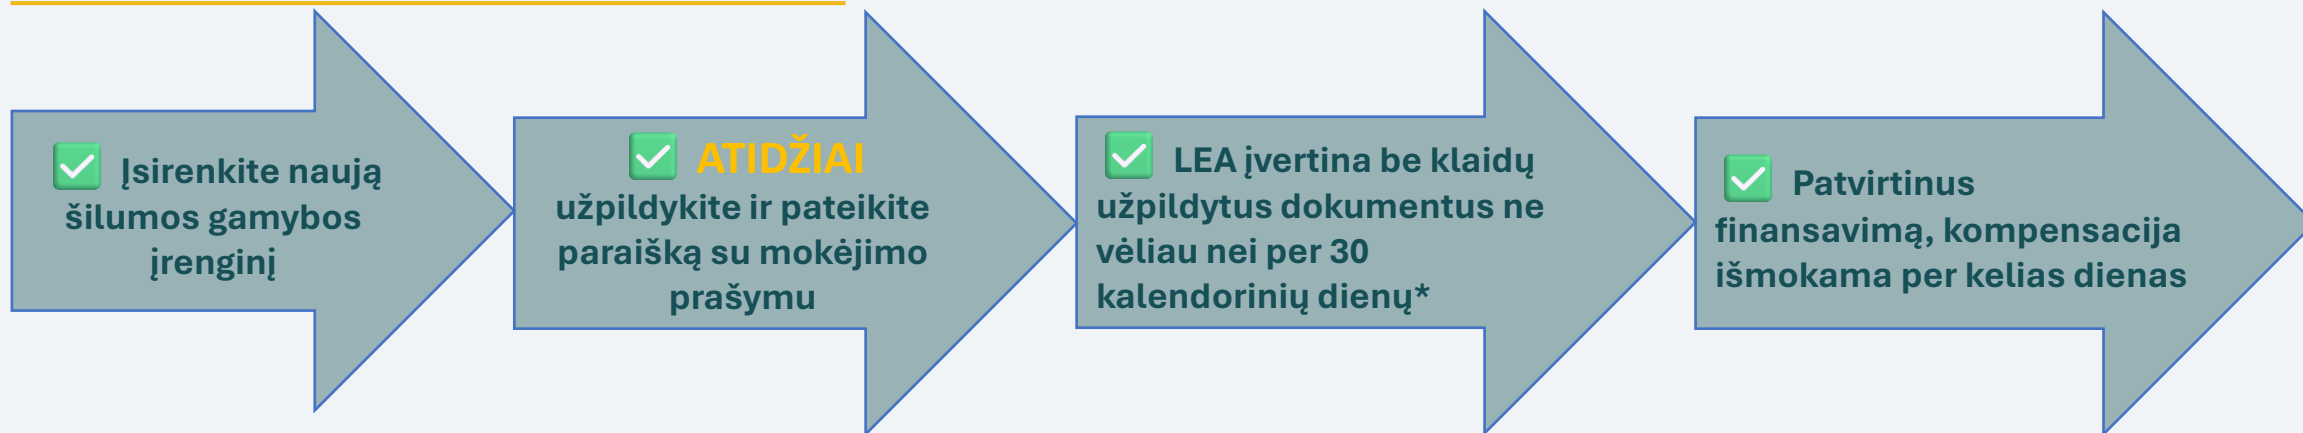 ✅ Įsirenkite naują
šilumos gamybos
įrenginį
✅ ATIDŽIAI
užpildykite ir pateikite
paraišką su mokėjimo
prašymu
✅ LEA įvertina be klaidų
užpildytus dokumentus ne
vėliau nei per 30
kalendorinių dienų*
✅ Patvirtinus
finansavimą, kompensacija
išmokama per kelias dienas